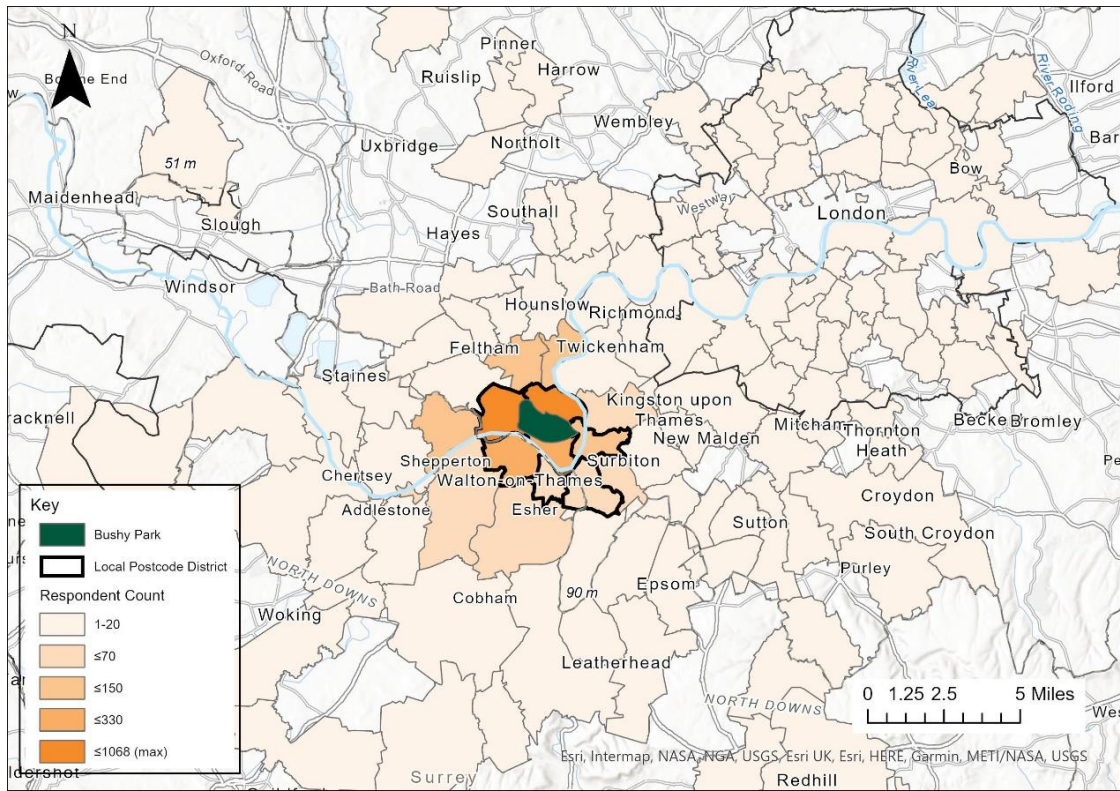 N
Bourne End
Oxford Road
Pinner
Harrow
Ruislip
River Lea
River Roding
Ilford
Wembley
Uxbridge
Northolt
51 m
Bow
Maidenhead
Slough
Southall
Westway
London
Hayes
Windsor
Bath Road
Hounslow
Richmond
Feltham
Twickenham
Staines
Kingston upon
Thames
New Malden
Mitcham
Thornton
Heath
Becke
Bromley
Shepperton
Surbiton
Chertsey
Walton-on-Thames
Addlestone
Esher
Croydon
Sutton
South Croydon
Purley
NORTH DOWNS
Epsom
Cobham
90 m
Woking
Leatherhead
NORTH DOWNS
Surrey
Redhill
Key
Bushy Park
Local Postcode District
Respondent Count
1-20
≤70
≤150
≤330
≤1068 (max)
0 1.25 2.5 5 Miles
Esri, Intermap, NASA, NGA, USGS, Esri UK, Esri, HERE, Garmin, METI/NASA, USGS